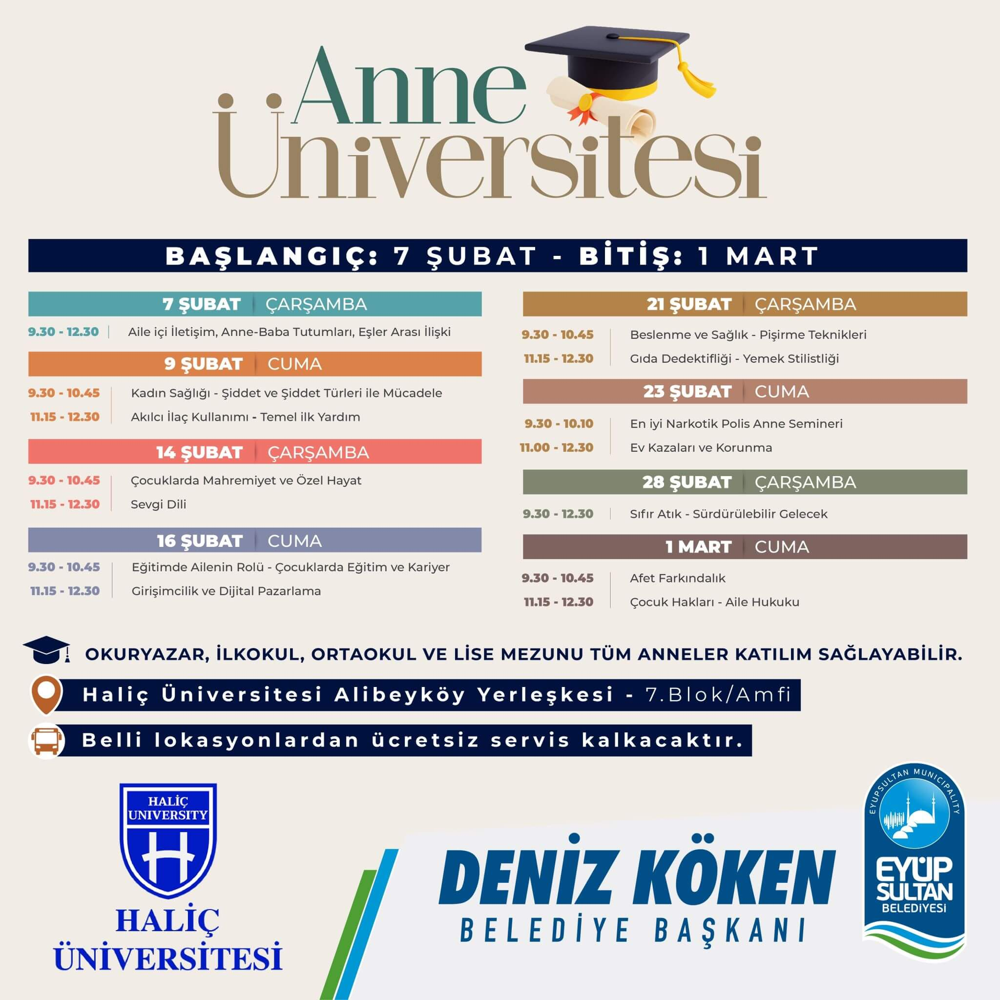 Anne
Üniversitesi
BAŞLANGIÇ: 7 ŞUBAT - BİTİŞ: 1 MART
7 ŞUBAT | ÇARŞAMBA
9.30 - 12.30 | Aile içi İletişim, Anne-Baba Tutumları, Eşler Arası İlişki
9 ŞUBAT | CUMA
9.30 - 10.45 | Kadın Sağlığı - Şiddet ve Şiddet Türleri ile Mücadele
11.15 - 12.30 | Akılcı İlaç Kullanımı - Temel ilk Yardım
14 ŞUBAT | ÇARŞAMBA
9.30 - 10.45 | Çocuklarda Mahremiyet ve Özel Hayat
11.15 - 12.30 | Sevgi Dili
16 ŞUBAT | CUMA
9.30 - 10.45 | Eğitimde Ailenin Rolü - Çocuklarda Eğitim ve Kariyer
11.15 - 12.30 | Girişimcilik ve Dijital Pazarlama
21 ŞUBAT | ÇARŞAMBA
9.30 - 10.45 | Beslenme ve Sağlık - Pişirme Teknikleri
11.15 - 12.30 | Gıda Dedektifliği - Yemek Stilistliği
23 ŞUBAT | CUMA
9.30 - 10.10 | En iyi Narkotik Polis Anne Semineri
11.00 - 12.30 | Ev Kazaları ve Korunma
28 ŞUBAT | ÇARŞAMBA
9.30 - 12.30 | Sıfır Atık - Sürdürülebilir Gelecek
1 MART | CUMA
9.30 - 10.45 | Afet Farkındalık
11.15 - 12.30 | Çocuk Hakları - Aile Hukuku
OKURYAZAR, İLKOKUL, ORTAOKUL VE LİSE MEZUNU TÜM ANNELER KATILIM SAĞLAYABİLİR.
Haliç Üniversitesi Alibeyköy Yerleşkesi - 7.Blok/Amfi
Belli lokasyonlardan ücretsiz servis kalkacaktır.
HALİÇ
UNIVERSITY
HALİÇ
ÜNİVERSİTESİ
DENİZ KÖKEN
BELEDİYE BAŞKANI
EYUPSULTAN MUNICIPALITY
EYÜP
SULTAN
BELEDİYESİ